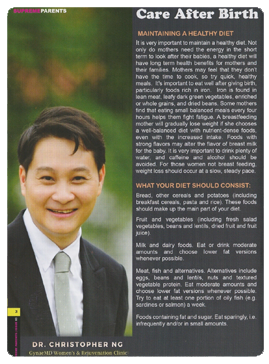 PARENTS
Care After Birth
MAINTAINING A HEALTHY DIET
It is very important to maintain a healthy diet. Not
only do mothers need the energy in the short
term to look after their babies, a healthy diet will
have long term health benefits for mothers and
their families. Mothers may feel that they don't
have the time to cook, so try quick, healthy
meals. It's important to eat well after giving birth,
particularly foods rich in iron. Iron is found in
lean meat, leafy dark green vegetables, enriched
or whole grains, and dried beans. Some mothers
find that eating small balanced meals every four
hours helps them fight fatigue. A breastfeeding
mother will gradually lose weight if she chooses
a well-balanced diet with nutrient-dense foods,
even with the increased intake. Foods with
strong flavors may alter the flavor of breast milk
for the baby. It is very important to drink plenty of
water, and caffeine and alcohol should be
avoided. For those women not breast feeding,
weight loss should occur at a slow, steady pace.
WHAT YOUR DIET SHOULD CONSIST:
Bread, other cereals and potatoes (including
breakfast cereals, pasta and rice). These foods
should make up the main part of your diet.
Fruit and vegetables (including fresh salad
vegetables, beans and lentils, dried fruit and fruit
juice).
Milk and dairy foods. Eat or drink moderate
amounts and choose lower fat versions
whenever possible.
Meat, fish and alternatives. Alternatives include
eggs, beans and lentils, nuts and textured
vegetable protein. Eat moderate amounts and
choose lower fat versions whenever possible.
Try to eat at least one portion of oily fish (e.g.
sardines or salmon) a week.
Foods containing fat and sugar. Eat sparingly, i.e.
infrequently and/or in small amounts.
DR. CHRISTOPHER NG
GynaeMD Women's & Rejuvenation Clinic